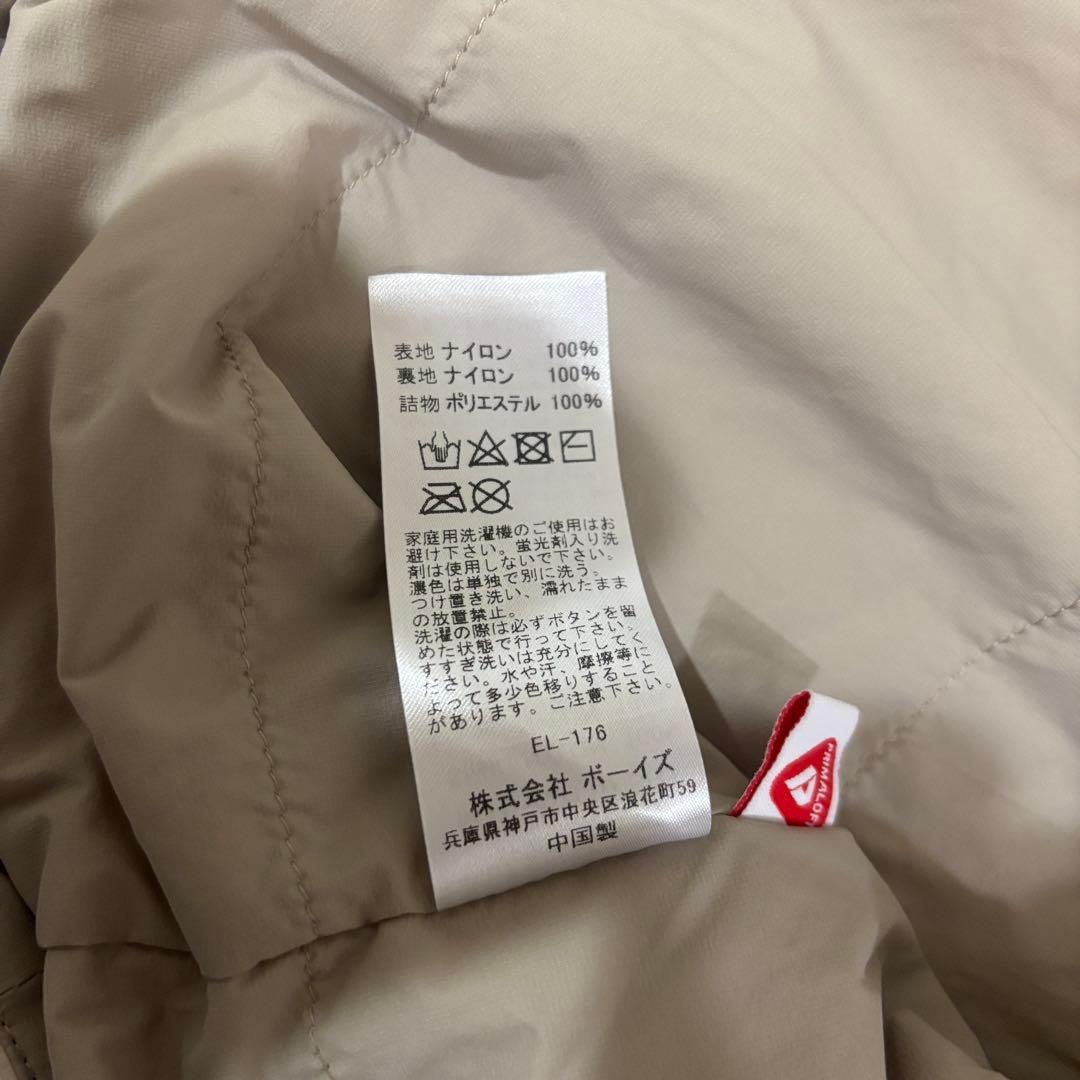 表地 ナイロン 100%
裏地 ナイロン 100%
詰物 ポリエステル 100%
家庭用洗濯機のご使用はお
避け下さい。蛍光剤入り洗
剤は使用しないで下さい。
濃色は単独で別に洗う。
つけ置き洗い、濡れたまま
の放置禁止。
洗濯の際は必ずボタンを留
めた状態で行って下さい。
すすぎ洗いは充分にしてく
ださい。水や汗、摩擦等に
よって多少色移りすること
があります。ご注意下さい。
EL-176
株式会社 ボーイズ
兵庫県神戸市中央区浪花町59
中国製
PRIMALOFT